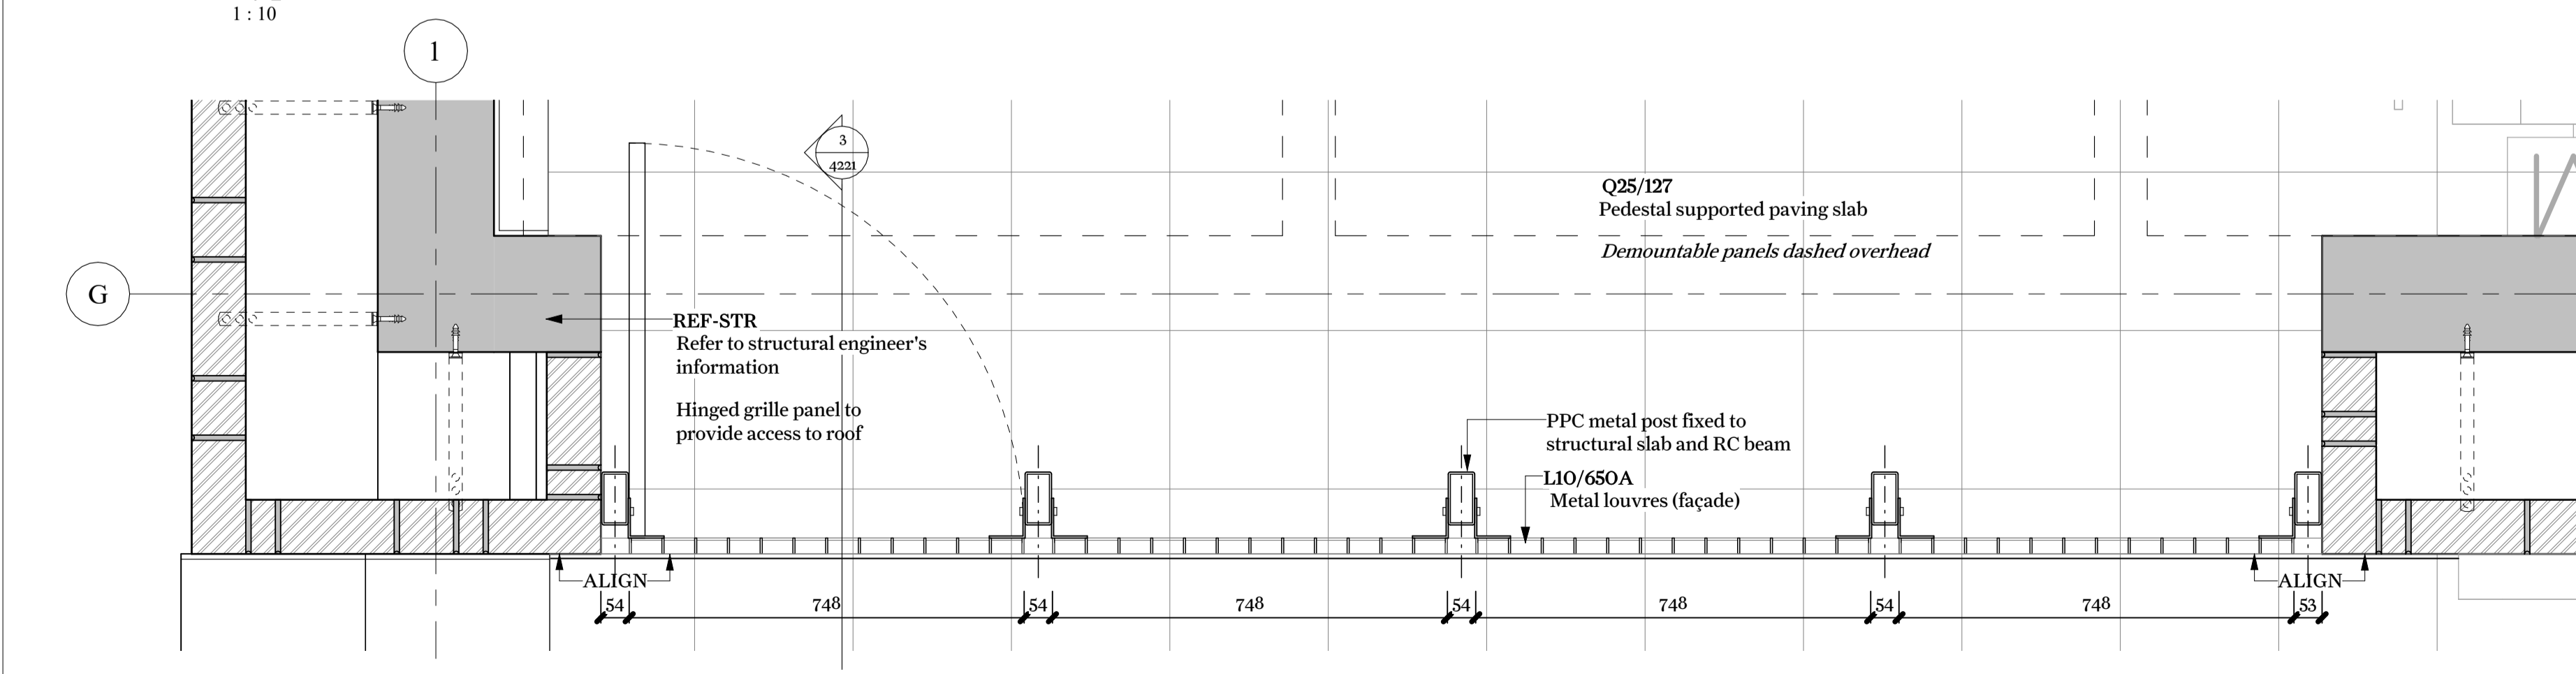 1 : 10
1
3
4221
Q25/127
Pedestal supported paving slab
Demountable panels dashed overhead
G
REF-STR
Refer to structural engineer's
information
Hinged grille panel to
provide access to roof
PPC metal post fixed to
structural slab and RC beam
L10/650A
Metal louvres (façade)
ALIGN
ALIGN
54 748 54 748 54 748 54 748 53